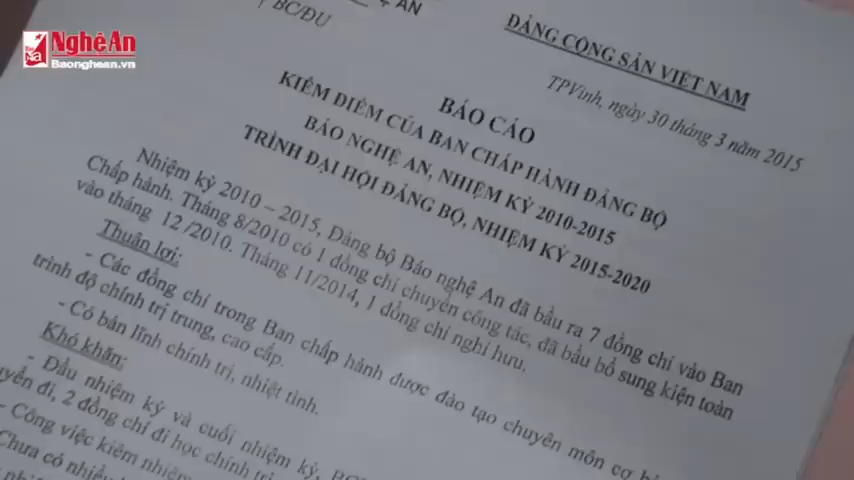 Nghệ An
Baonghean.vn
AN
BC/ĐU
ĐẢNG CỘNG SẢN VIỆT NAM
TPVinh, ngày 30 tháng 3 năm 2015
BÁO CÁO
KIỂM ĐIỂM CỦA BAN CHẤP HÀNH ĐẢNG BỘ
BÁO NGHỆ AN, NHIỆM KỲ 2010-2015
TRÌNH ĐẠI HỘI ĐẢNG BỘ, NHIỆM KỲ 2015-2020
Nhiệm kỳ 2010 – 2015, Đảng bộ Báo nghệ An đã bầu ra 7 đồng chí vào Ban
Chấp hành. Tháng 8/2010 có 1 đồng chí chuyển công tác, đã bầu bổ sung kiện toàn
vào tháng 12/2010. Tháng 11/2014, 1 đồng chí nghỉ hưu.
Thuận lợi:
- Các đồng chí trong Ban chấp hành được đào tạo chuyên môn cơ
trình độ chính trị trung, cao cấp.
- Có bản lĩnh chính trị, nhiệt tình.
Khó khăn:
- Đầu nhiệm kỳ và cuối nhiệm kỳ,
đi, 2 đồng chí đi học chính trị
- Công việc kiêm nhiệm
Chưa có nhiều